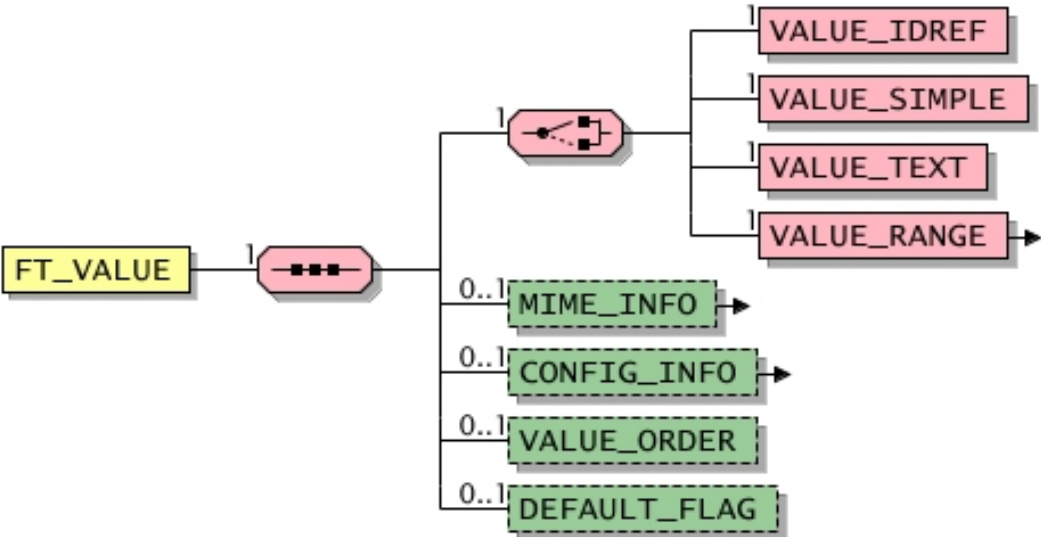 1 VALUE_IDREF
1 VALUE_SIMPLE
1
1 VALUE_TEXT
1 VALUE_RANGE
FT_VALUE 1
0..1 MIME_INFO
0..1 CONFIG_INFO
0..1 VALUE_ORDER
0..1 DEFAULT_FLAG